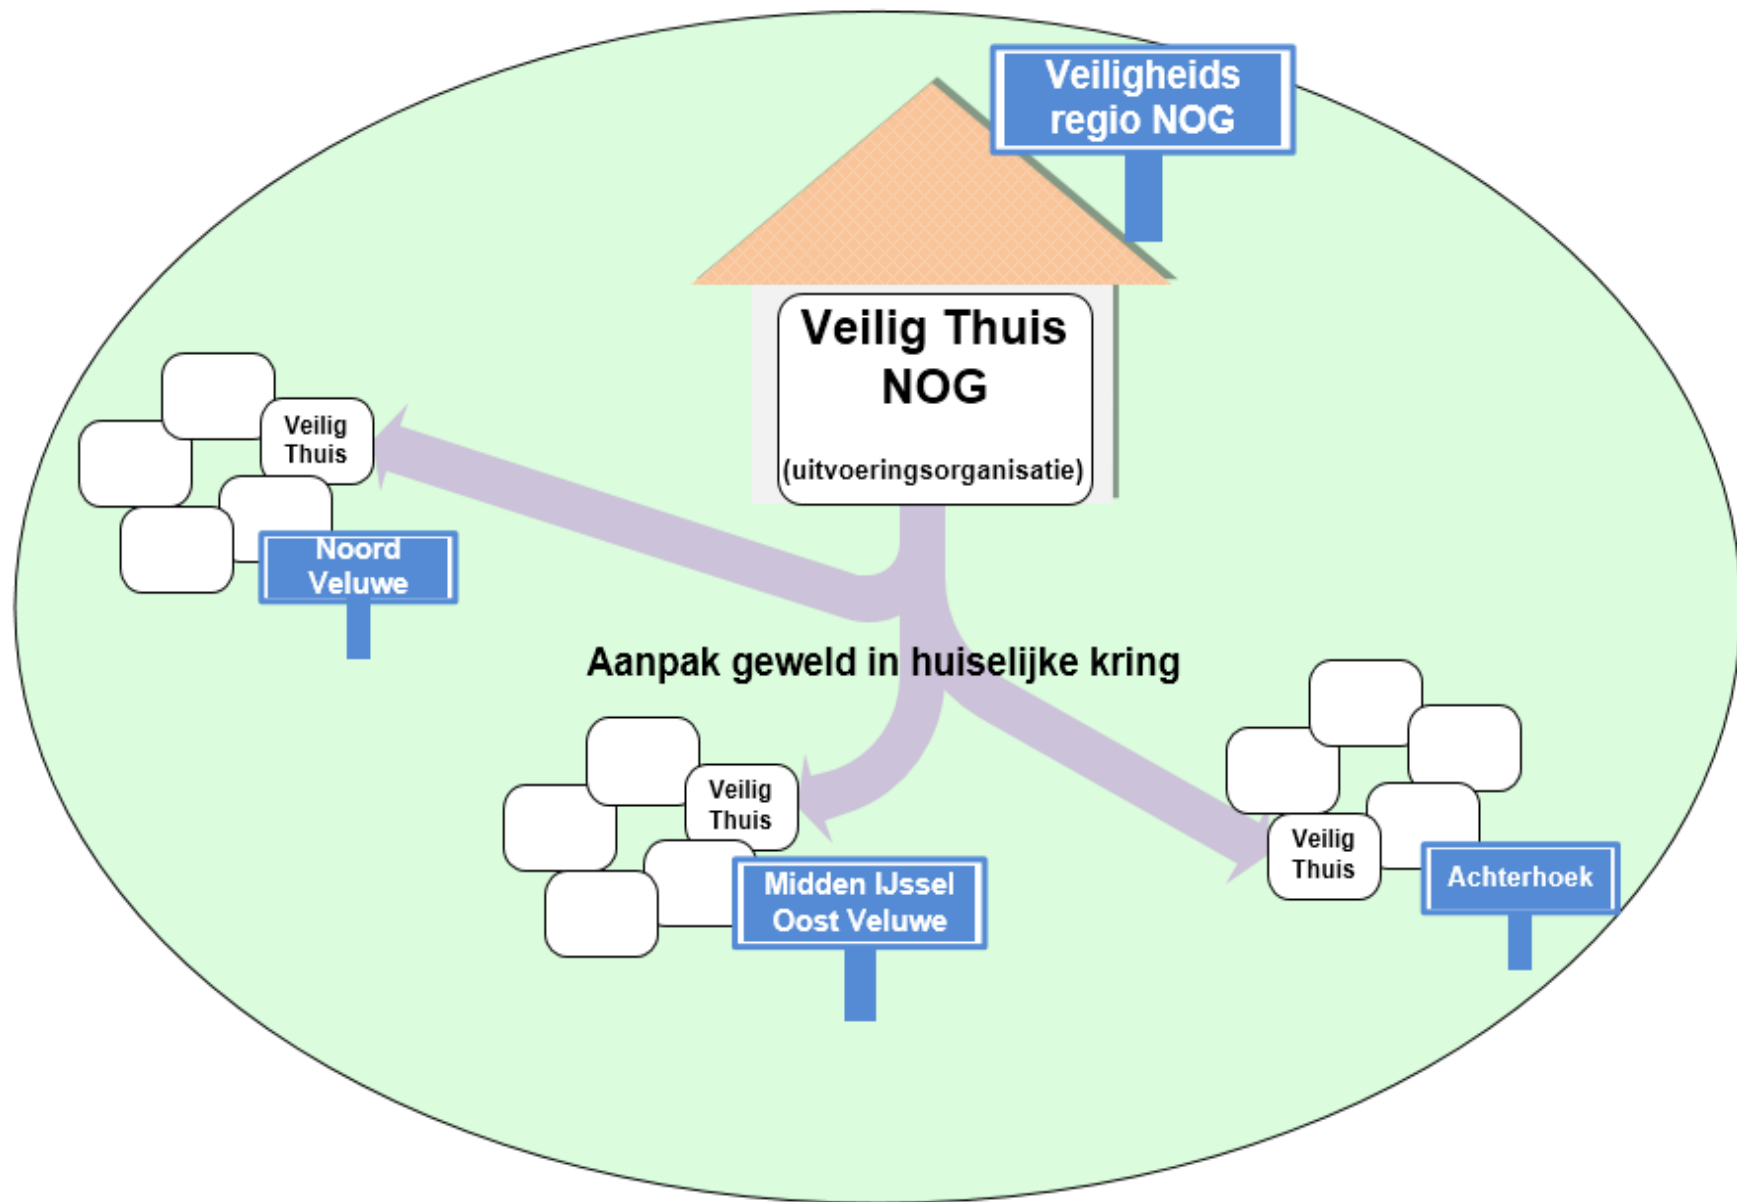 Veiligheids
regio NOG
Veilig Thuis
NOG
(uitvoeringsorganisatie)
Veilig
Thuis
Noord
Veluwe
Aanpak geweld in huiselijke kring
Veilig
Thuis
Midden IJssel
Oost Veluwe
Veilig
Thuis
Achterhoek